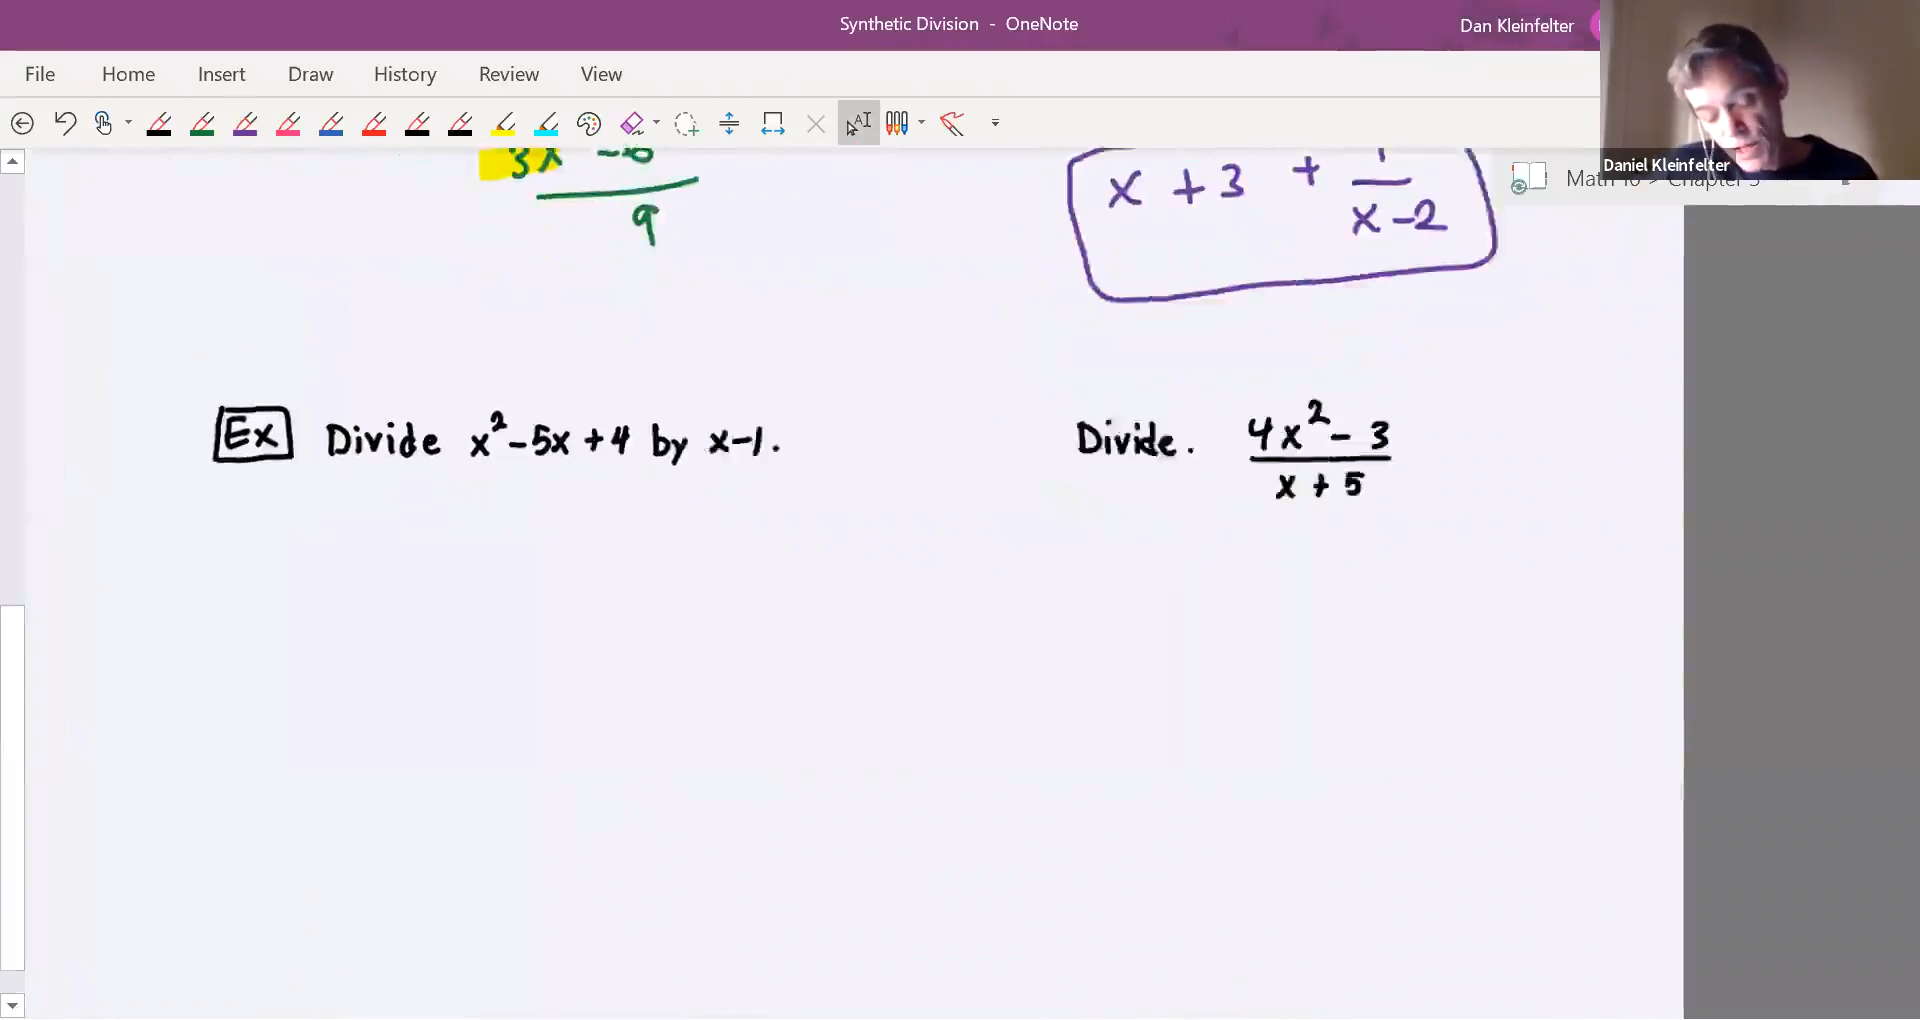 Synthetic Division - OneNote
Dan Kleinfelter
File Home Insert Draw History Review View
Daniel Kleinfelter
9
x + 3 +
x - 2
Ex Divide x² - 5x + 4 by x - 1.
Divide. 4x² - 3
x + 5